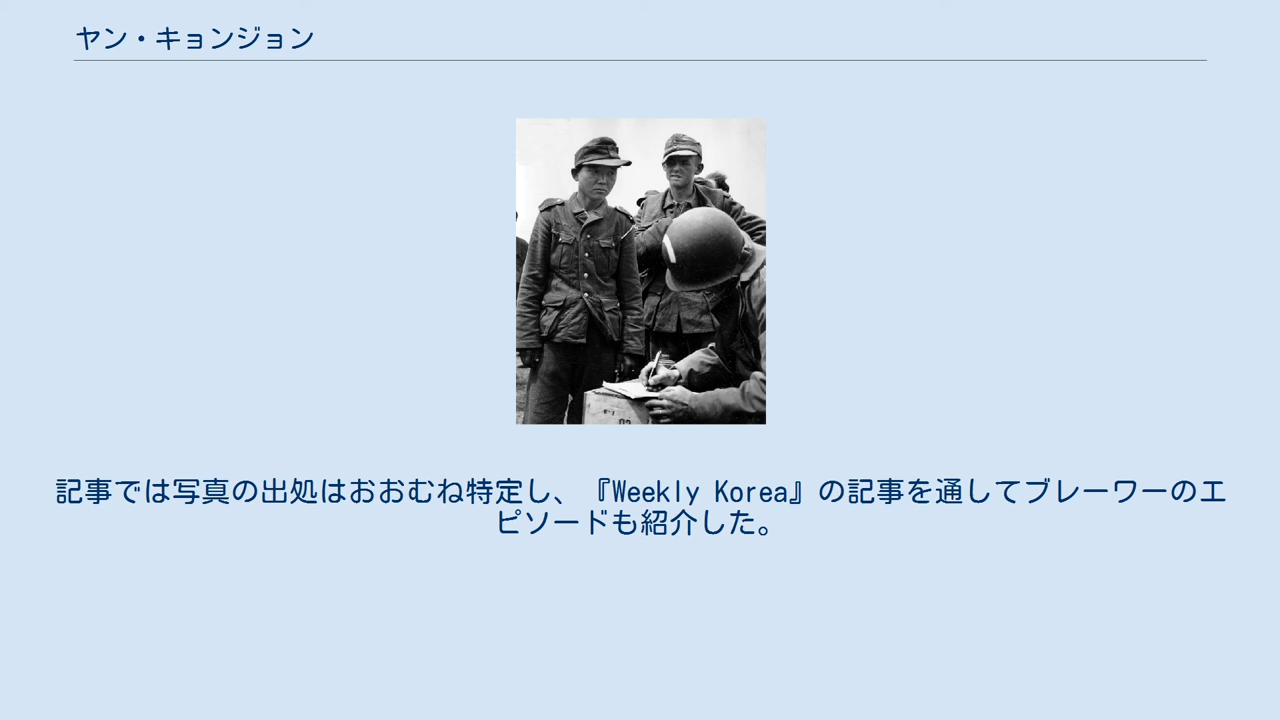 ヤン・キョンジョン
記事では写真の出処はおおむね特定し、『Weekly Korea』の記事を通してブレーワーのエ
ピソードも紹介した。